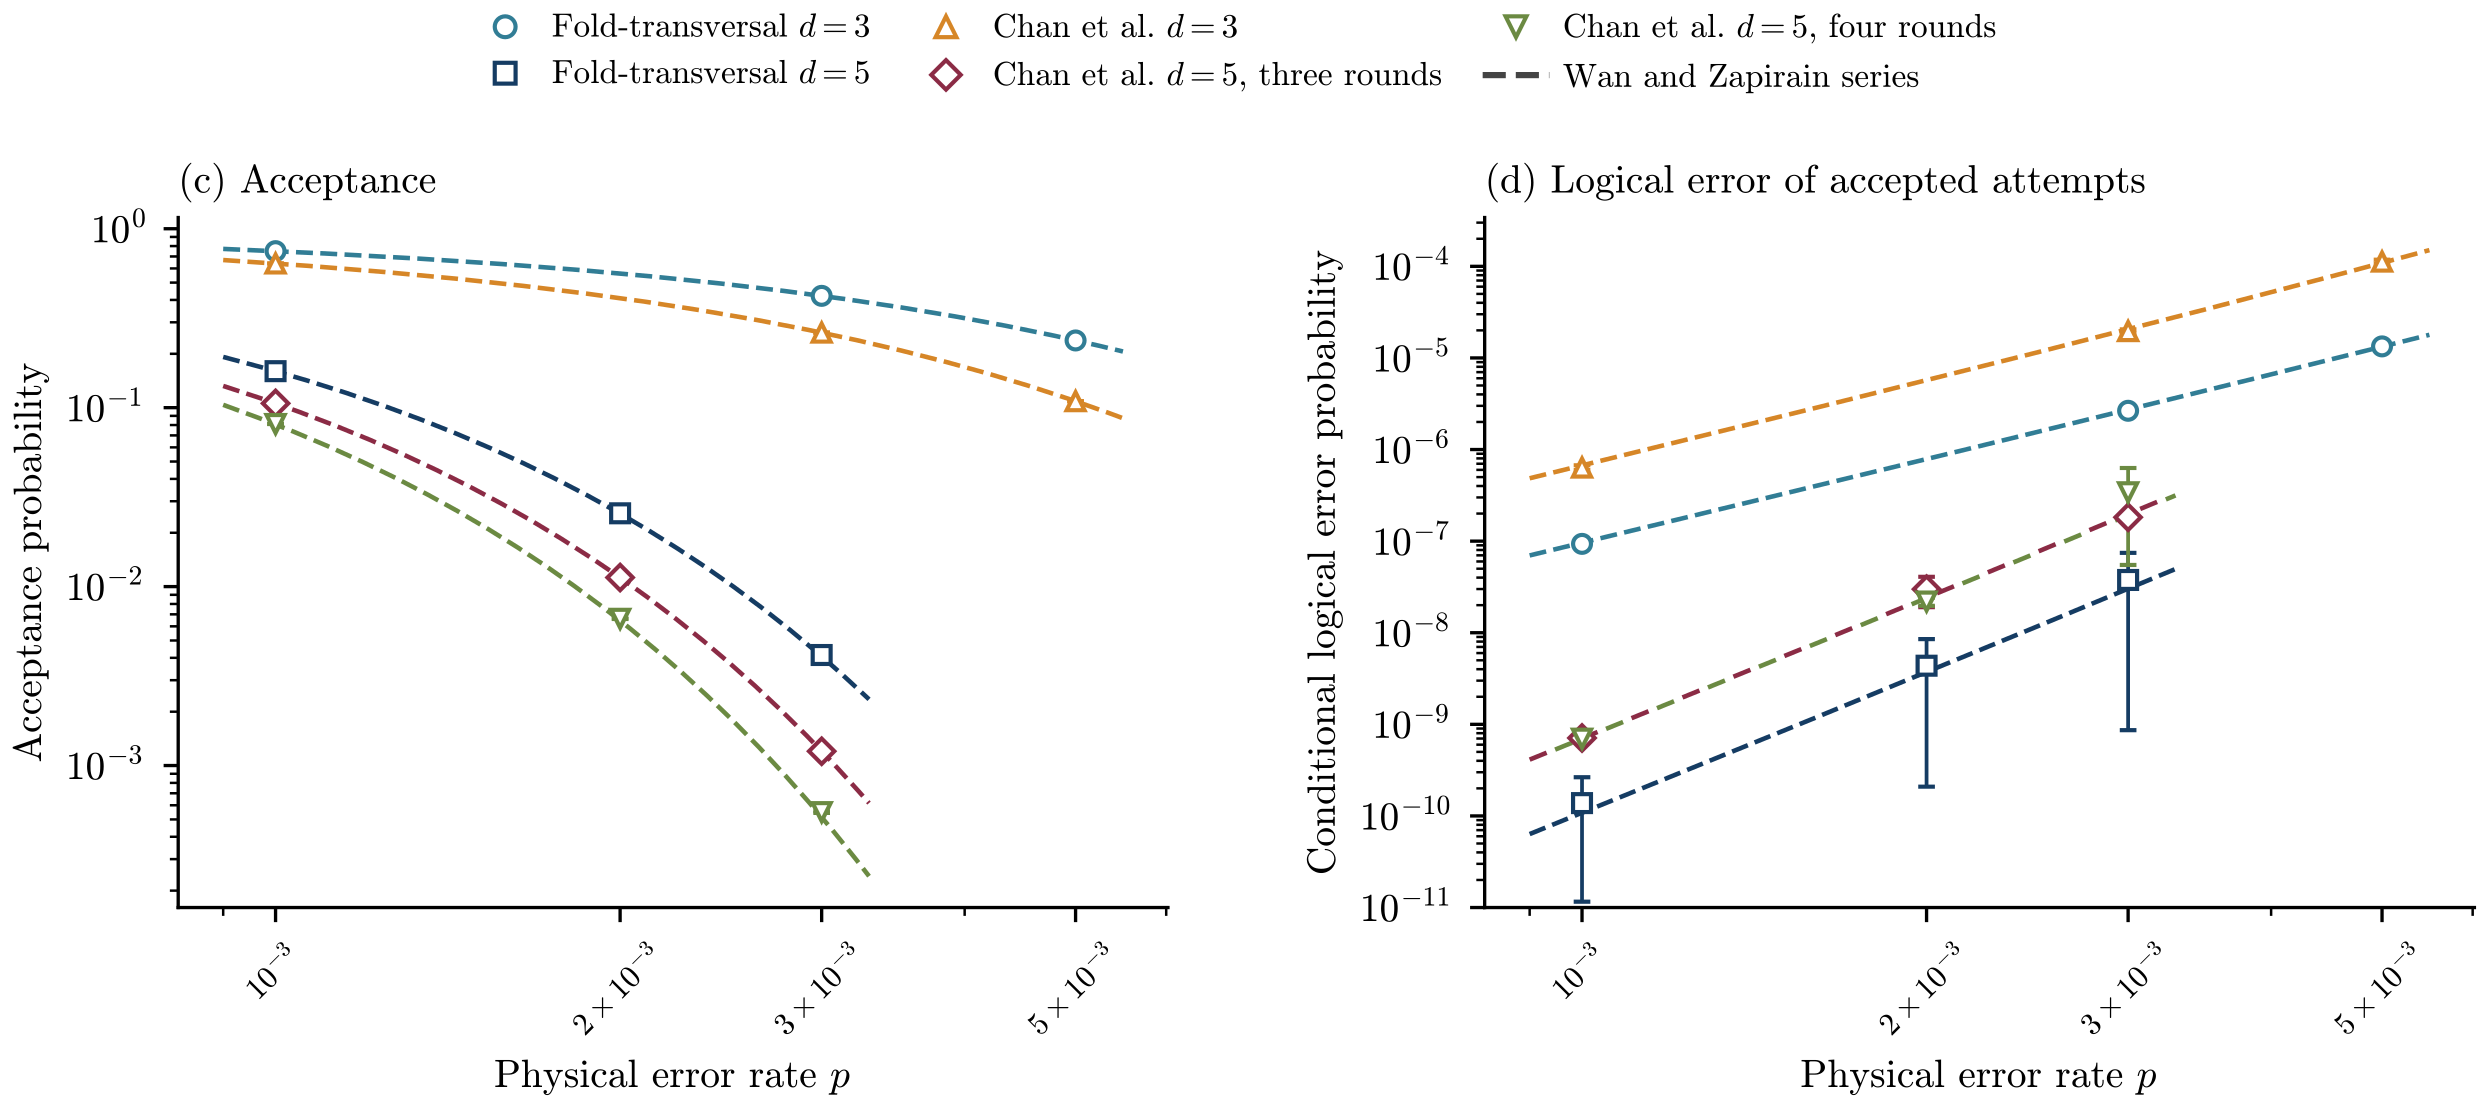 Fold-transversal d = 3
Fold-transversal d = 5
Chan et al. d = 3
Chan et al. d = 5, three rounds
Chan et al. d = 5, four rounds
Wan and Zapirain series
(c) Acceptance
Acceptance probability
10⁰
10⁻¹
10⁻²
10⁻³
10⁻³
2 × 10⁻³
3 × 10⁻³
5 × 10⁻³
Physical error rate p
(d) Logical error of accepted attempts
Conditional logical error probability
10⁻⁴
10⁻⁵
10⁻⁶
10⁻⁷
10⁻⁸
10⁻⁹
10⁻¹⁰
10⁻¹¹
10⁻³
2 × 10⁻³
3 × 10⁻³
5 × 10⁻³
Physical error rate p